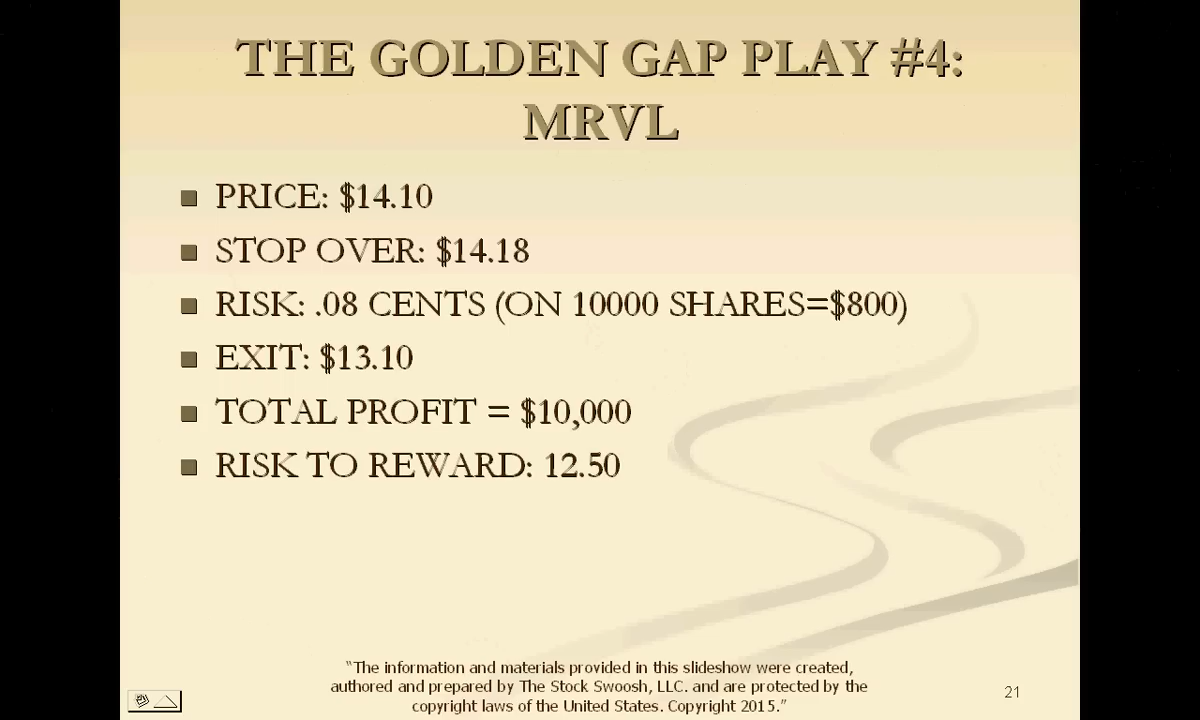 THE GOLDEN GAP PLAY #4:
MRVL
PRICE: $14.10
STOP OVER: $14.18
RISK: .08 CENTS (ON 10000 SHARES=$800)
EXIT: $13.10
TOTAL PROFIT = $10,000
RISK TO REWARD: 12.50
"The information and materials provided in this slideshow were created,
authored and prepared by The Stock Swoosh, LLC. and are protected by the
copyright laws of the United States. Copyright 2015."
21